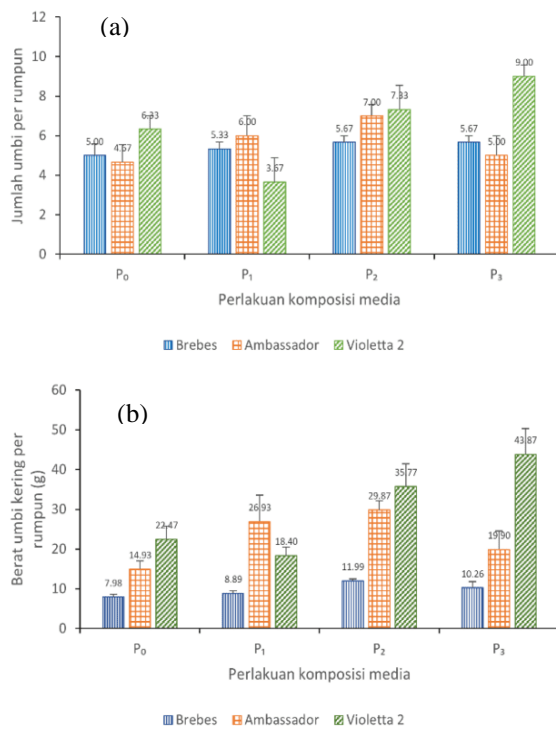 (a)
Jumlah umbi per rumpun
12
10
8
6
4
2
0
5.00
4.67
6.33
5.33
6.00
3.67
5.67
7.00
7.33
5.67
5.00
9.00
P₀
P₁
P₂
P₃
Perlakuan komposisi media
Brebes Ambassador Violetta 2
(b)
Berat umbi kering per
rumpun (g)
60
50
40
30
20
10
0
7.98
14.93
22.47
8.89
26.93
18.40
11.99
29.87
35.77
10.26
19.90
43.87
P₀
P₁
P₂
P₃
Perlakuan komposisi media
Brebes Ambassador Violetta 2